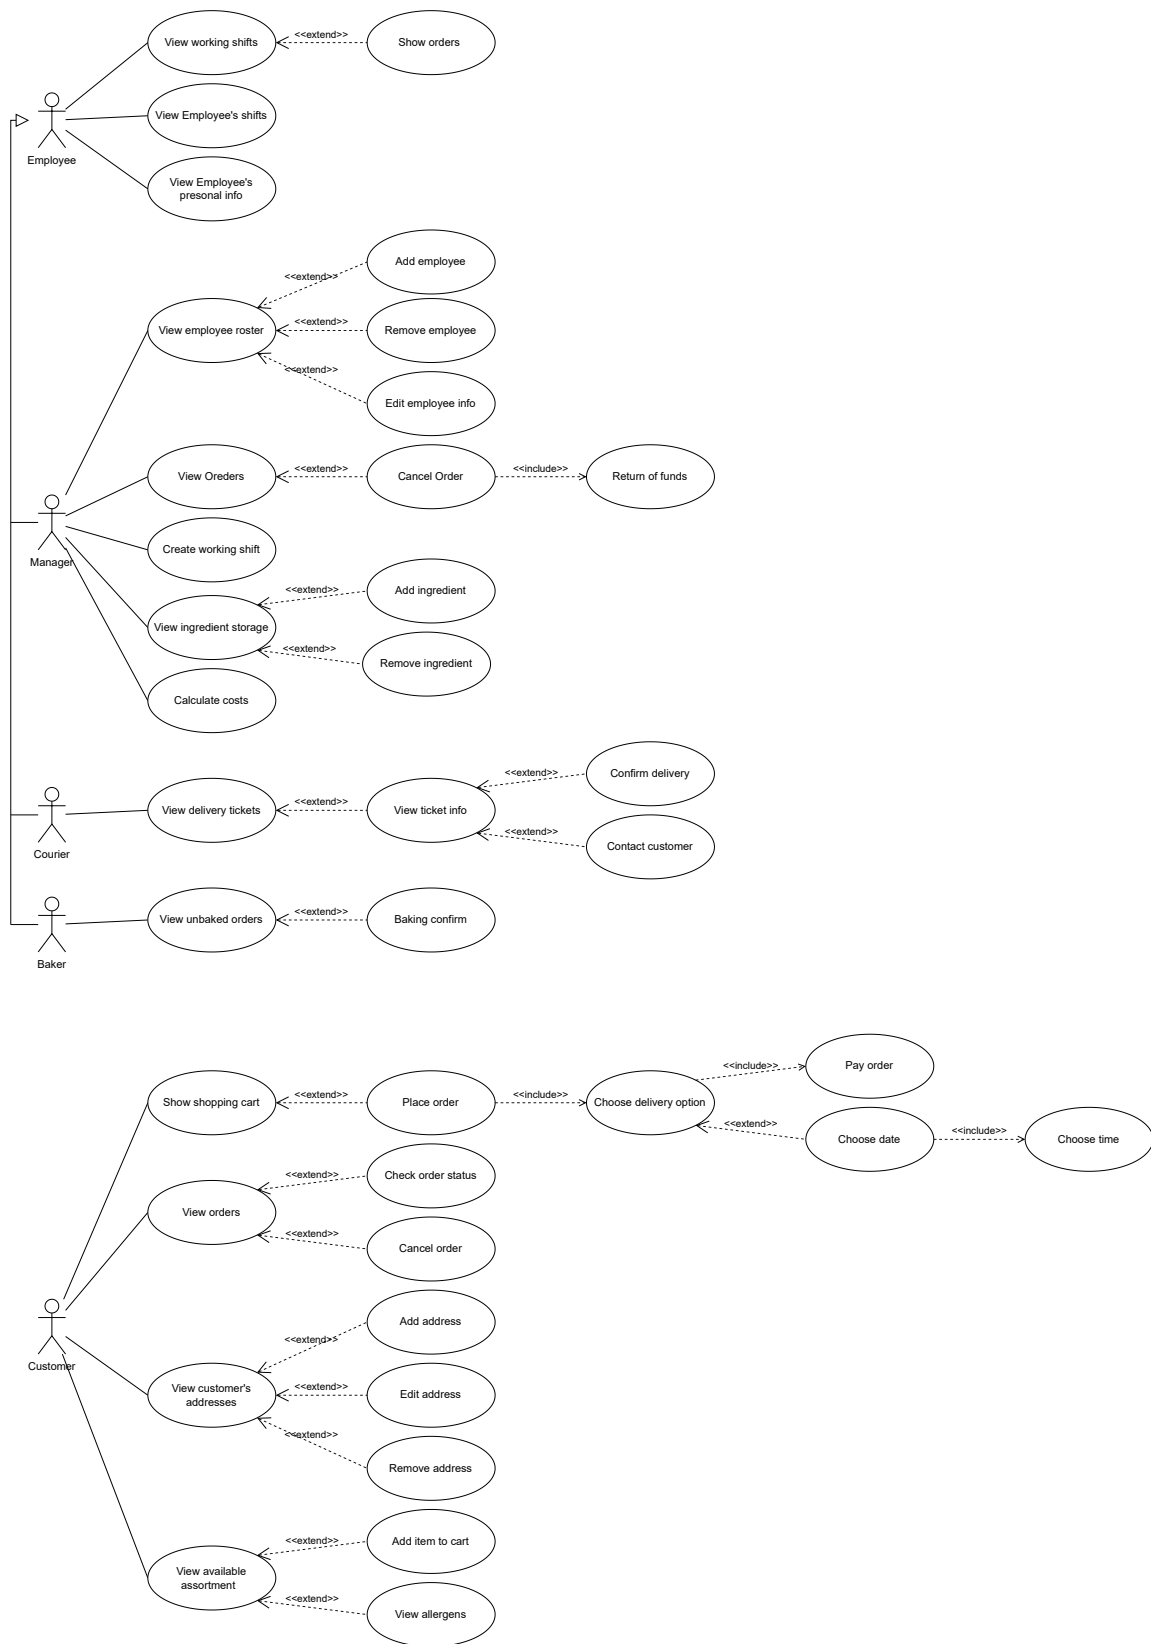 View working shifts
<<extend>>
Show orders
View Employee's shifts
Employee
View Employee's
presonal info
Add employee
<<extend>>
View employee roster
<<extend>>
Remove employee
<<extend>>
Edit employee info
View Oreders
<<extend>>
Cancel Order
<<include>>
Return of funds
Create working shift
Manager
<<extend>>
Add ingredient
View ingredient storage
<<extend>>
Remove ingredient
Calculate costs
<<extend>>
Confirm delivery
View delivery tickets
<<extend>>
View ticket info
<<extend>>
Contact customer
Courier
View unbaked orders
<<extend>>
Baking confirm
Baker
<<include>>
Pay order
Show shopping cart
<<extend>>
Place order
<<include>>
Choose delivery option
<<extend>>
Choose date
<<include>>
Choose time
<<extend>>
Check order status
View orders
<<extend>>
Cancel order
Add address
<<extend>>
Customer
View customer's
addresses
<<extend>>
Edit address
<<extend>>
Remove address
<<extend>>
Add item to cart
View available
assortment
<<extend>>
View allergens